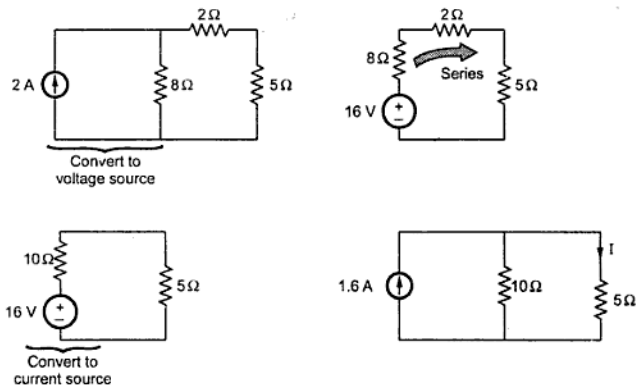 2Ω
2 A
8Ω
5Ω
Convert to
voltage source
2Ω
8Ω
Series
5Ω
16 V
+
−
10Ω
5Ω
16 V
+
−
Convert to
current source
I
1.6 A
10Ω
5Ω